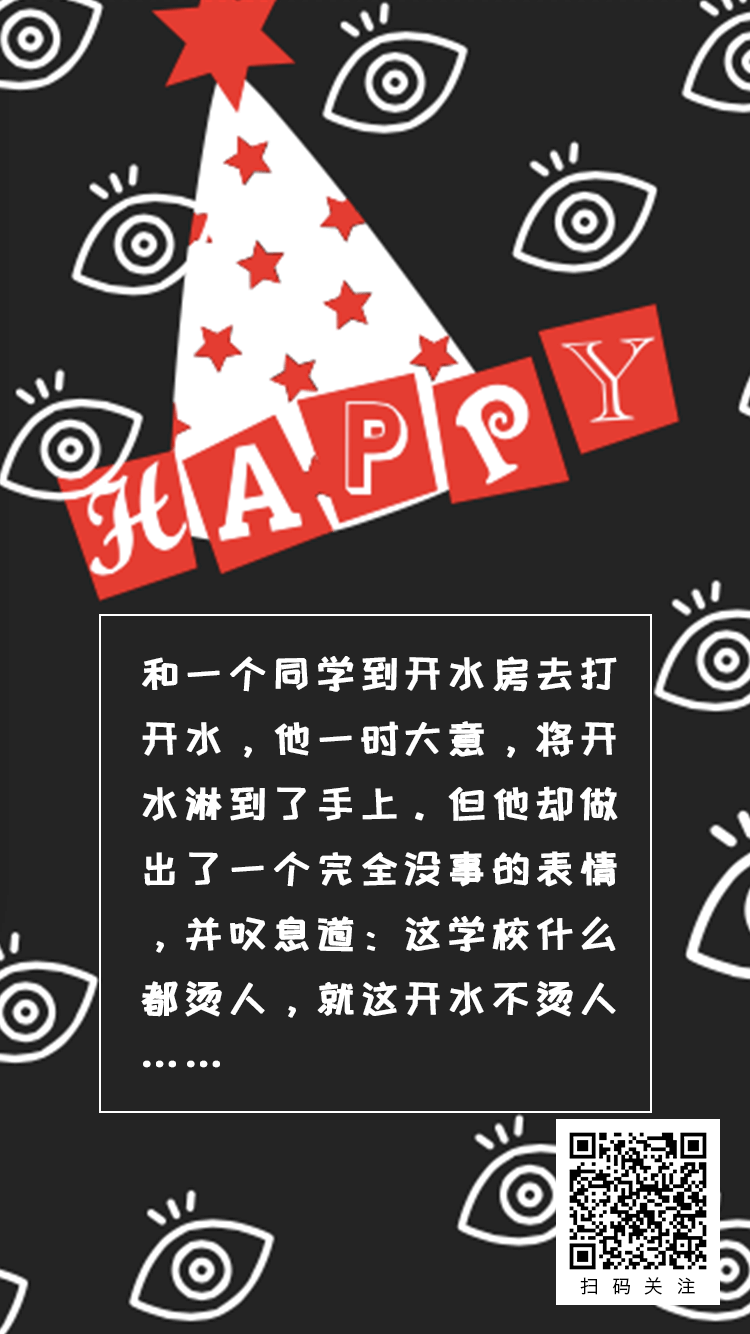 HAPPY
和一个同学到开水房去打
开水，他一时大意，将开
水淋到了手上。但他却做
出了一个完全没事的表情
，并叹息道：这学校什么
都烫人，就这开水不烫人
……
扫码关注